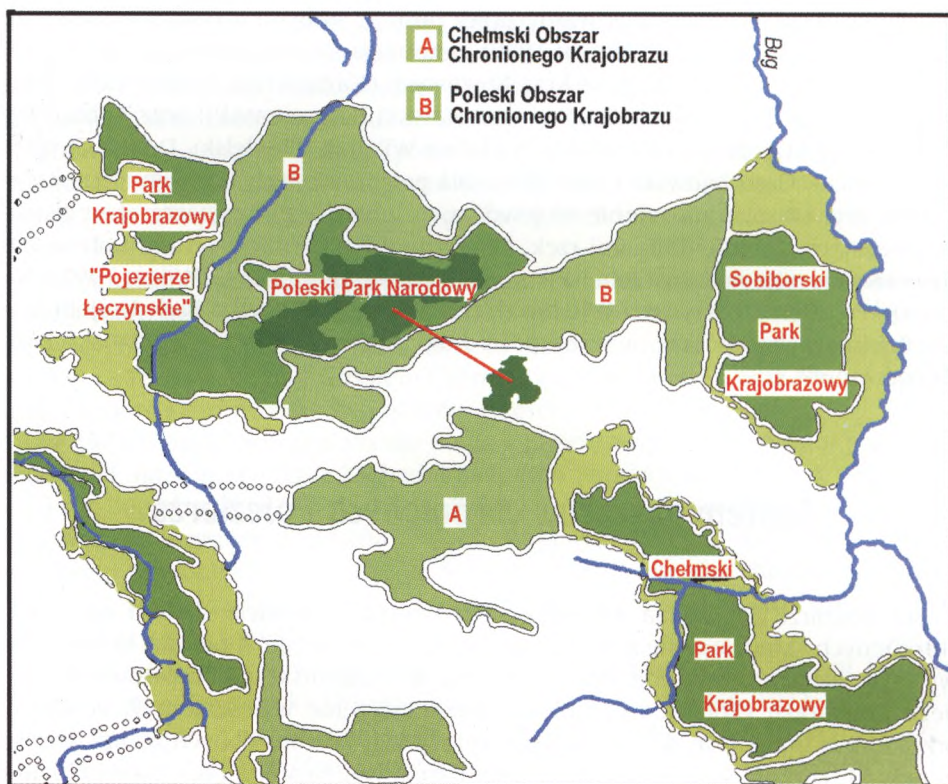 A Chełmski Obszar
Chronionego Krajobrazu
B Poleski Obszar
Chronionego Krajobrazu
Bug
B
Park
Krajobrazowy
"Pojezierze
Łęczynskie"
Poleski Park Narodowy
B
Sobiborski
Park
Krajobrazowy
A
Chełmski
Park
Krajobrazowy